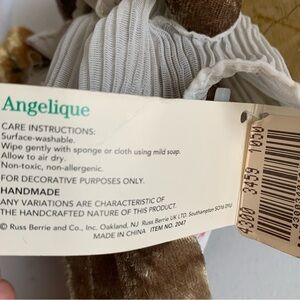 Angelique
CARE INSTRUCTIONS:
Surface-washable.
Wipe gently with sponge or cloth using mild soap.
Allow to air dry.
Non-toxic, non-allergenic.
FOR DECORATIVE PURPOSES ONLY.
HANDMADE
ANY VARIATIONS ARE CHARACTERISTIC OF
THE HANDCRAFTED NATURE OF THIS PRODUCT.
© Russ Berrie and Co., Inc. Oakland, NJ Russ Berrie UK LTD. Southampton
MADE IN CHINA ITEM NO. 2047